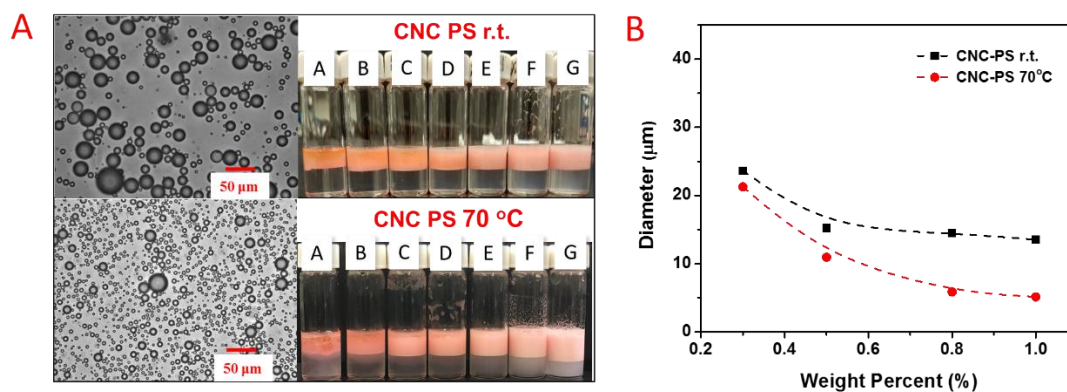 A
50 µm
CNC PS r.t.
A B C D E F G
50 µm
CNC PS 70 °C
A B C D E F G
B
CNC-PS r.t.
CNC-PS 70°C
Diameter (µm)
40
30
20
10
0
0.2 0.4 0.6 0.8 1.0
Weight Percent (%)